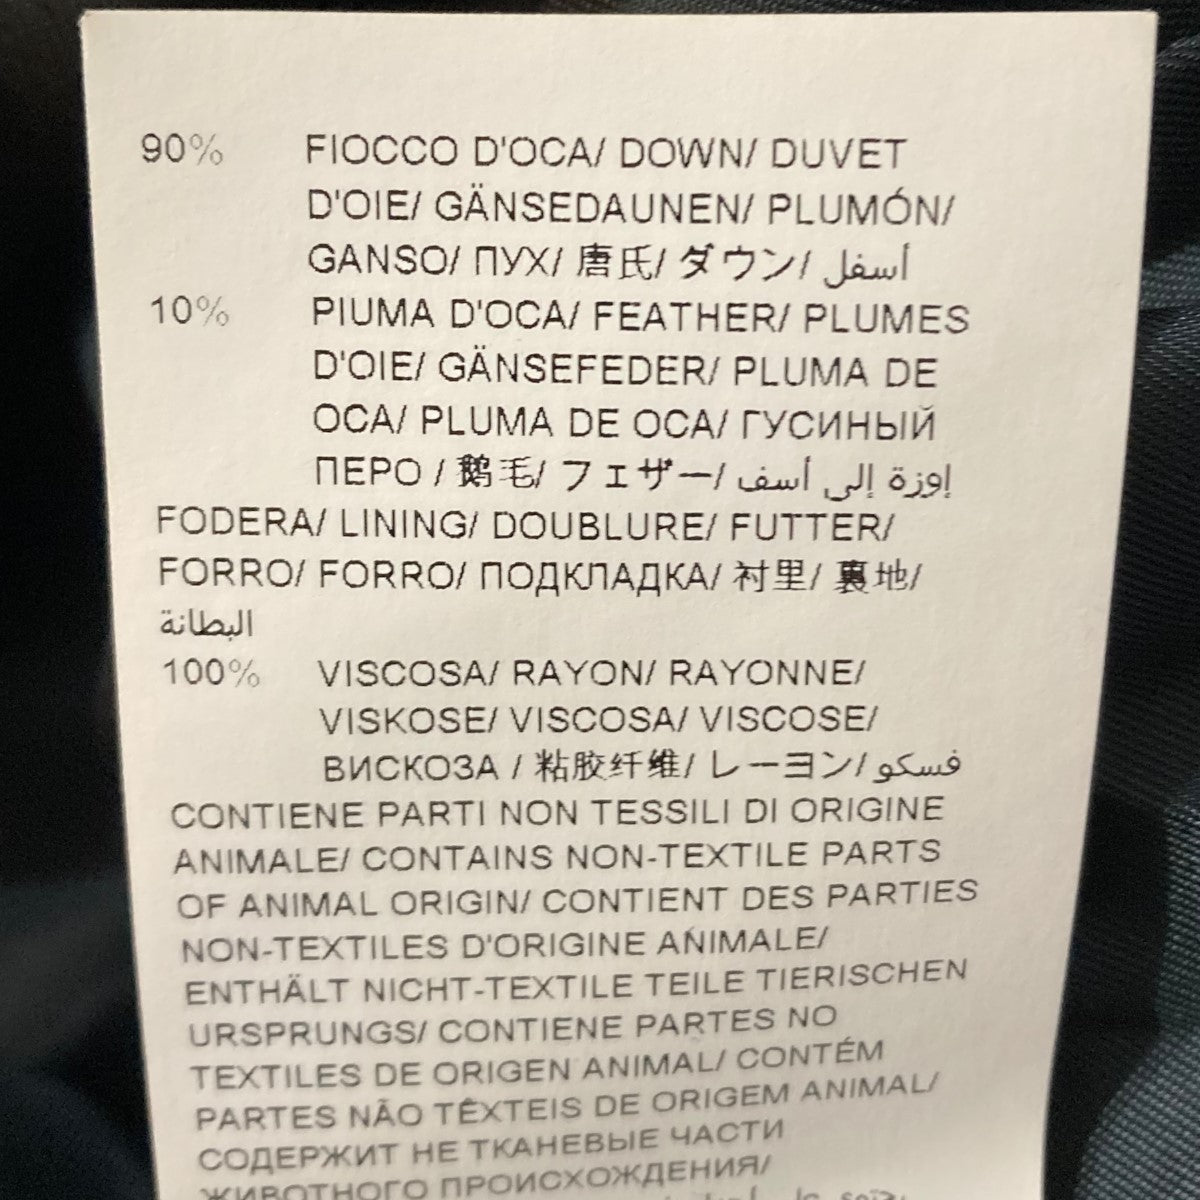 90% FIOCCO D'OCA/ DOWN/ DUVET
D'OIE/ GÄNSEDAUNEN/ PLUMÓN/
GANSO/ ПУХ/ 唐氏/ ダウン/ أسفل
10% PIUMA D'OCA/ FEATHER/ PLUMES
D'OIE/ GÄNSEFEDER/ PLUMA DE
OCA/ PLUMA DE OCA/ ГУСИНЫЙ
ПЕРО / 鹅毛/ フェザー/ إوزة إلى أسف
FODERA/ LINING/ DOUBLURE/ FUTTER/
FORRO/ FORRO/ ПОДКЛАДКА/ 衬里/ 裏地/
البطانة
100% VISCOSA/ RAYON/ RAYONNE/
VISKOSE/ VISCOSA/ VISCOSE/
ВИСКОЗА / 粘胶纤维/ レーヨン/ فسكو
CONTIENE PARTI NON TESSILI DI ORIGINE
ANIMALE/ CONTAINS NON-TEXTILE PARTS
OF ANIMAL ORIGIN/ CONTIENT DES PARTIES
NON-TEXTILES D'ORIGINE ANIMALE/
ENTHÄLT NICHT-TEXTILE TEILE TIERISCHEN
URSPRUNGS/ CONTIENE PARTES NO
TEXTILES DE ORIGEN ANIMAL/ CONTÉM
PARTES NÃO TÊXTEIS DE ORIGEM ANIMAL/
СОДЕРЖИТ НЕ ТКАНЕВЫЕ ЧАСТИ
ЖИВОТНОГО ПРОИСХОЖДЕНИЯ/